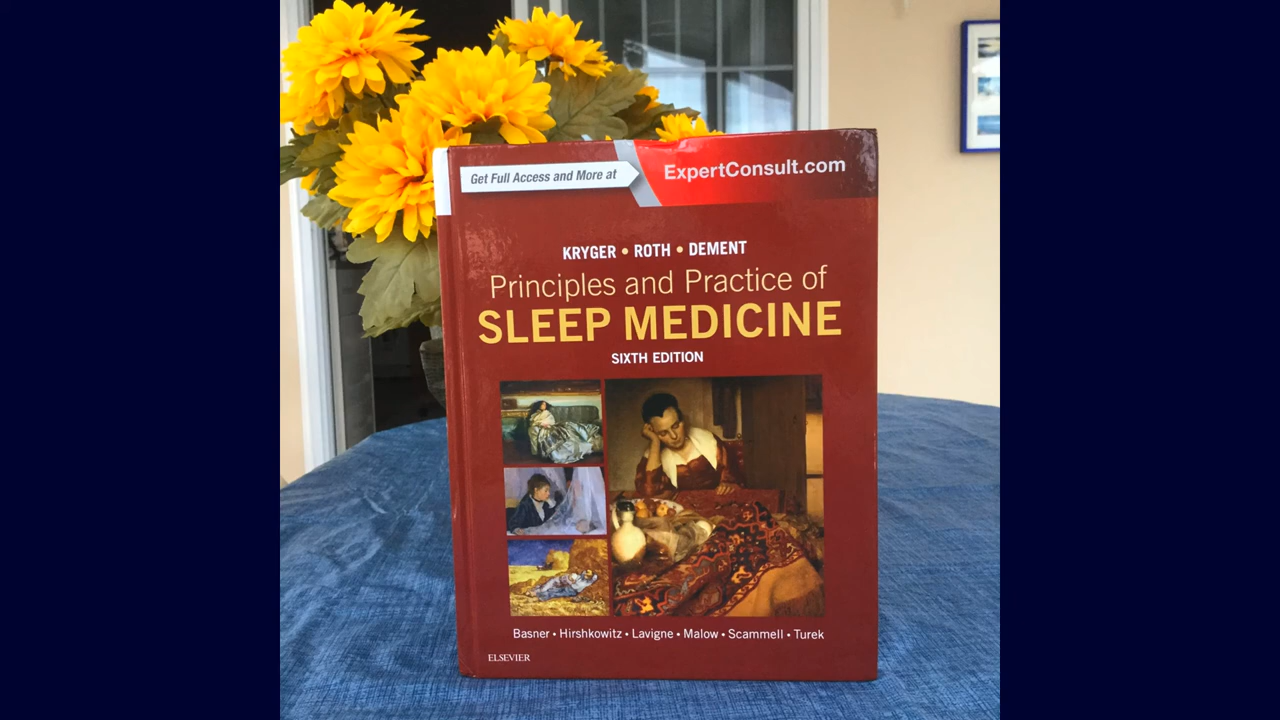 Get Full Access and More at
ExpertConsult.com
KRYGER • ROTH • DEMENT
Principles and Practice of
SLEEP MEDICINE
SIXTH EDITION
Basner • Hirshkowitz • Lavigne • Malow • Scammell • Turek
ELSEVIER